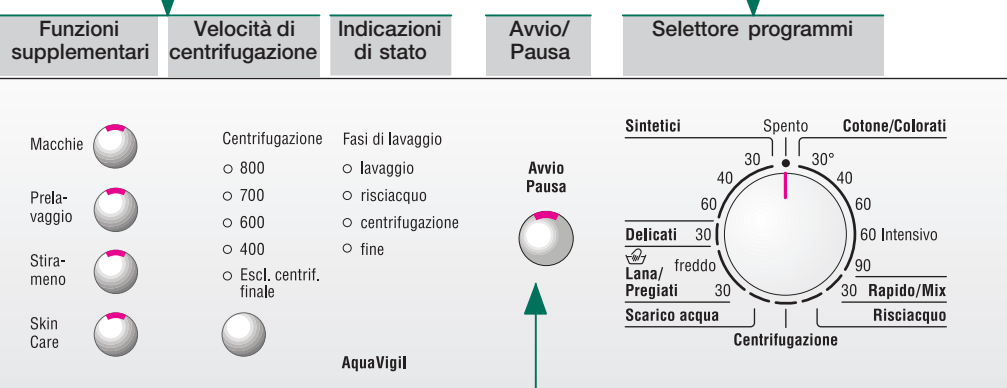 Funzioni
supplementari
Velocità di
centrifugazione
Indicazioni
di stato
Avvio/
Pausa
Selettore programmi
Macchie
Prela-
vaggio
Stira-
meno
Skin
Care
Centrifugazione
800
700
600
400
Escl. centrif.
finale
Fasi di lavaggio
lavaggio
risciacquo
centrifugazione
fine
AquaVigil
Avvio
Pausa
Sintetici
Spento
Cotone/Colorati
30
40
60
30°
40
60
60 Intensivo
90
Delicati 30
freddo
Lana/
Pregiati 30
30 Rapido/Mix
Scarico acqua
Risciacquo
Centrifugazione